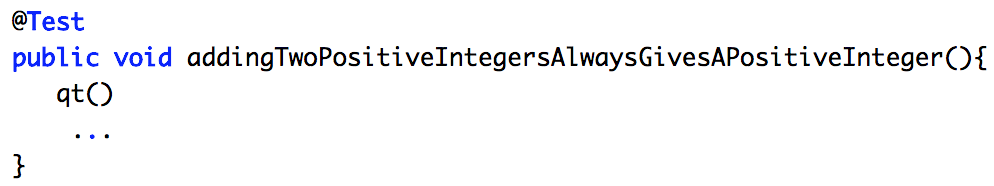 @Test
public void addingTwoPositiveIntegersAlwaysGivesAPositiveInteger(){
qt()
...
}